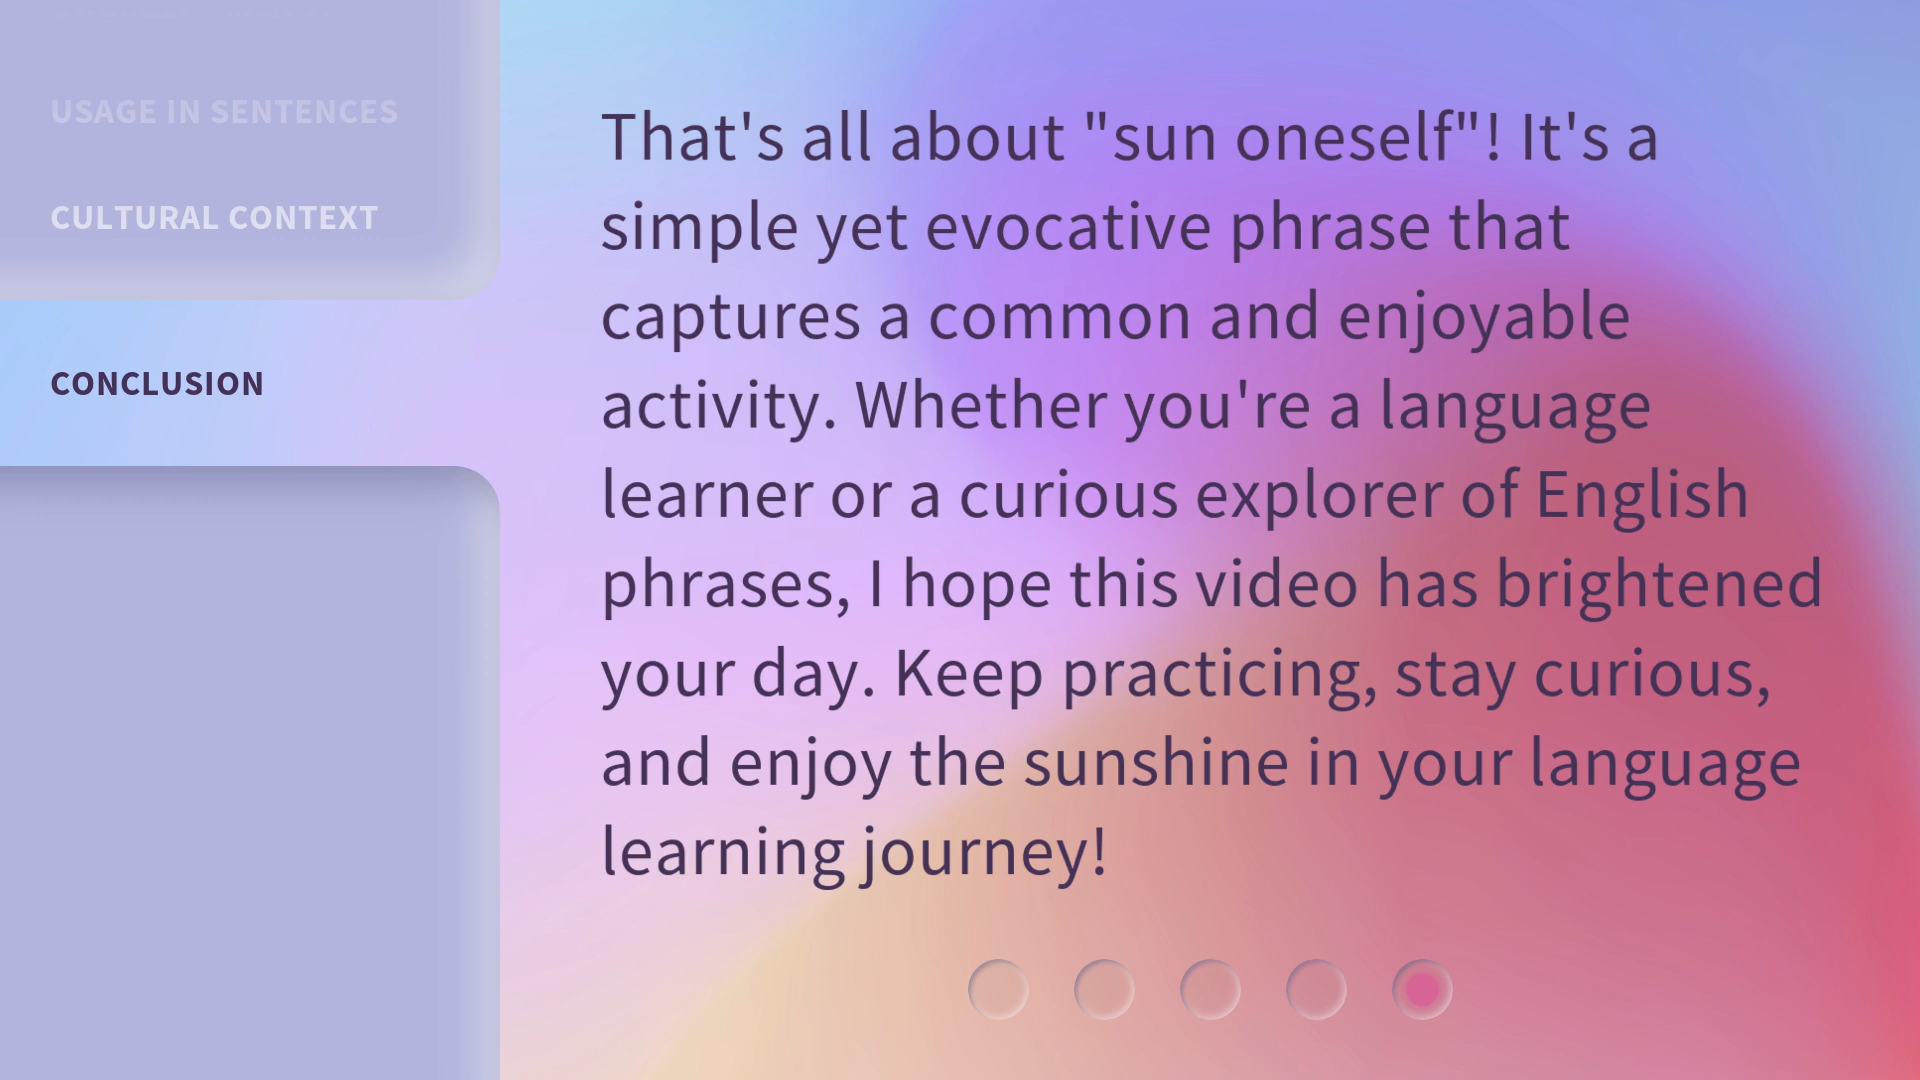 USAGE IN SENTENCES
CULTURAL CONTEXT
CONCLUSION
That's all about "sun oneself"! It's a
simple yet evocative phrase that
captures a common and enjoyable
activity. Whether you're a language
learner or a curious explorer of English
phrases, I hope this video has brightened
your day. Keep practicing, stay curious,
and enjoy the sunshine in your language
learning journey!